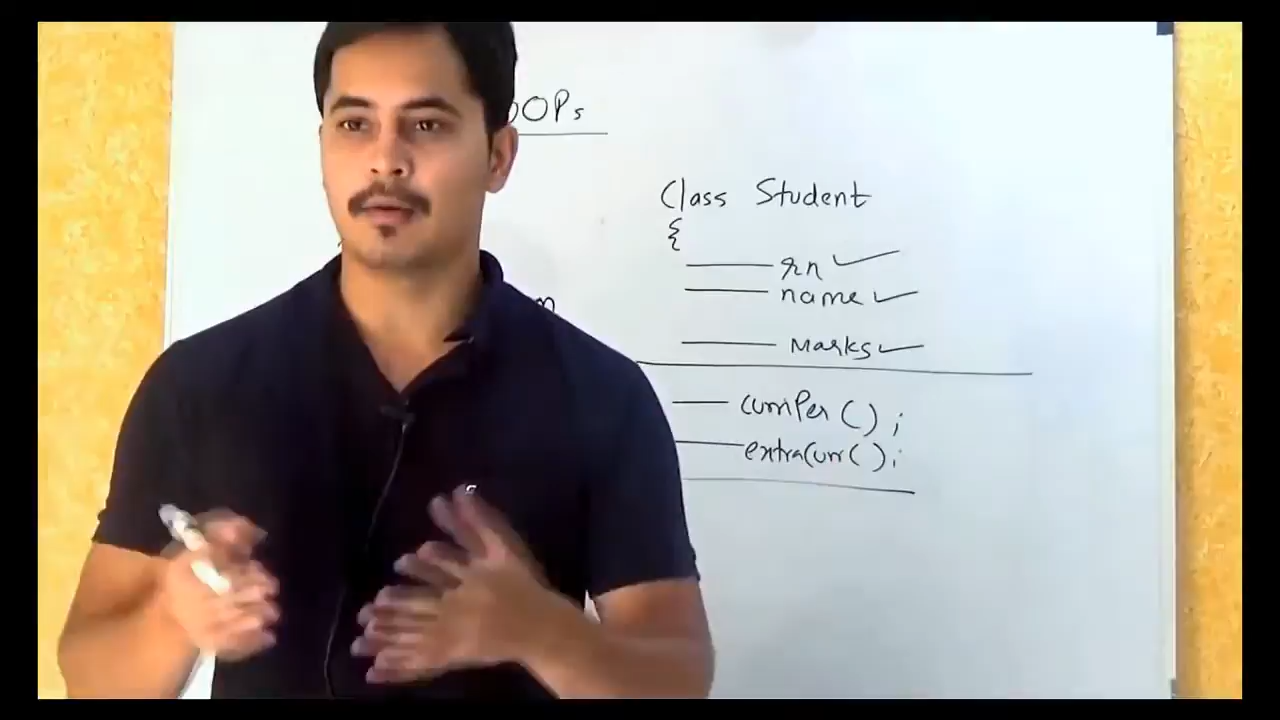 OOPs
Class Student
{
rn
name
Marks
currPer ( ) ;
extraCurr ( ) ;